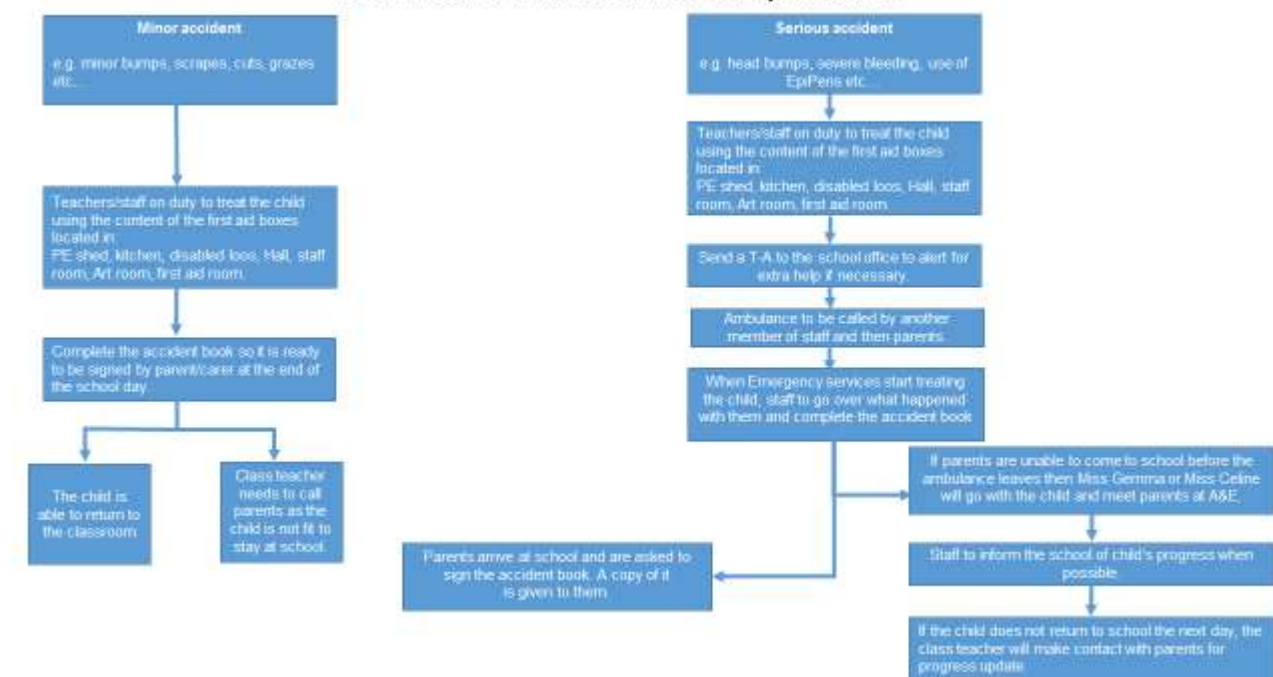 Minor accident
e.g. minor bumps, scrapes, cuts, grazes
etc...
Teachers/staff on duty to treat the child
using the content of the first aid boxes
located in:
PE shed, kitchen, disabled loos, Hall, staff
room, Art room, first aid room.
Complete the accident book so it is ready
to be signed by parent/carer at the end of
the school day.
The child is
able to return to
the classroom
Class teacher
needs to call
parents as the
child is not fit to
stay at school.
Serious accident
e.g. head bumps, severe bleeding, use of
EpiPens etc...
Teachers/staff on duty to treat the child
using the content of the first aid boxes
located in:
PE shed, kitchen, disabled loos, Hall, staff
room, Art room, first aid room.
Send a T-A to the school office to alert for
extra help if necessary.
Ambulance to be called by another
member of staff and then parents.
When Emergency services start treating
the child, staff to go over what happened
with them and complete the accident book
If parents are unable to come to school before the
ambulance leaves then Miss Gemma or Miss Celine
will go with the child and meet parents at A&E.
Parents arrive at school and are asked to
sign the accident book. A copy of it
is given to them.
Staff to inform the school of child's progress when
possible.
If the child does not return to school the next day, the
class teacher will make contact with parents for
progress update.